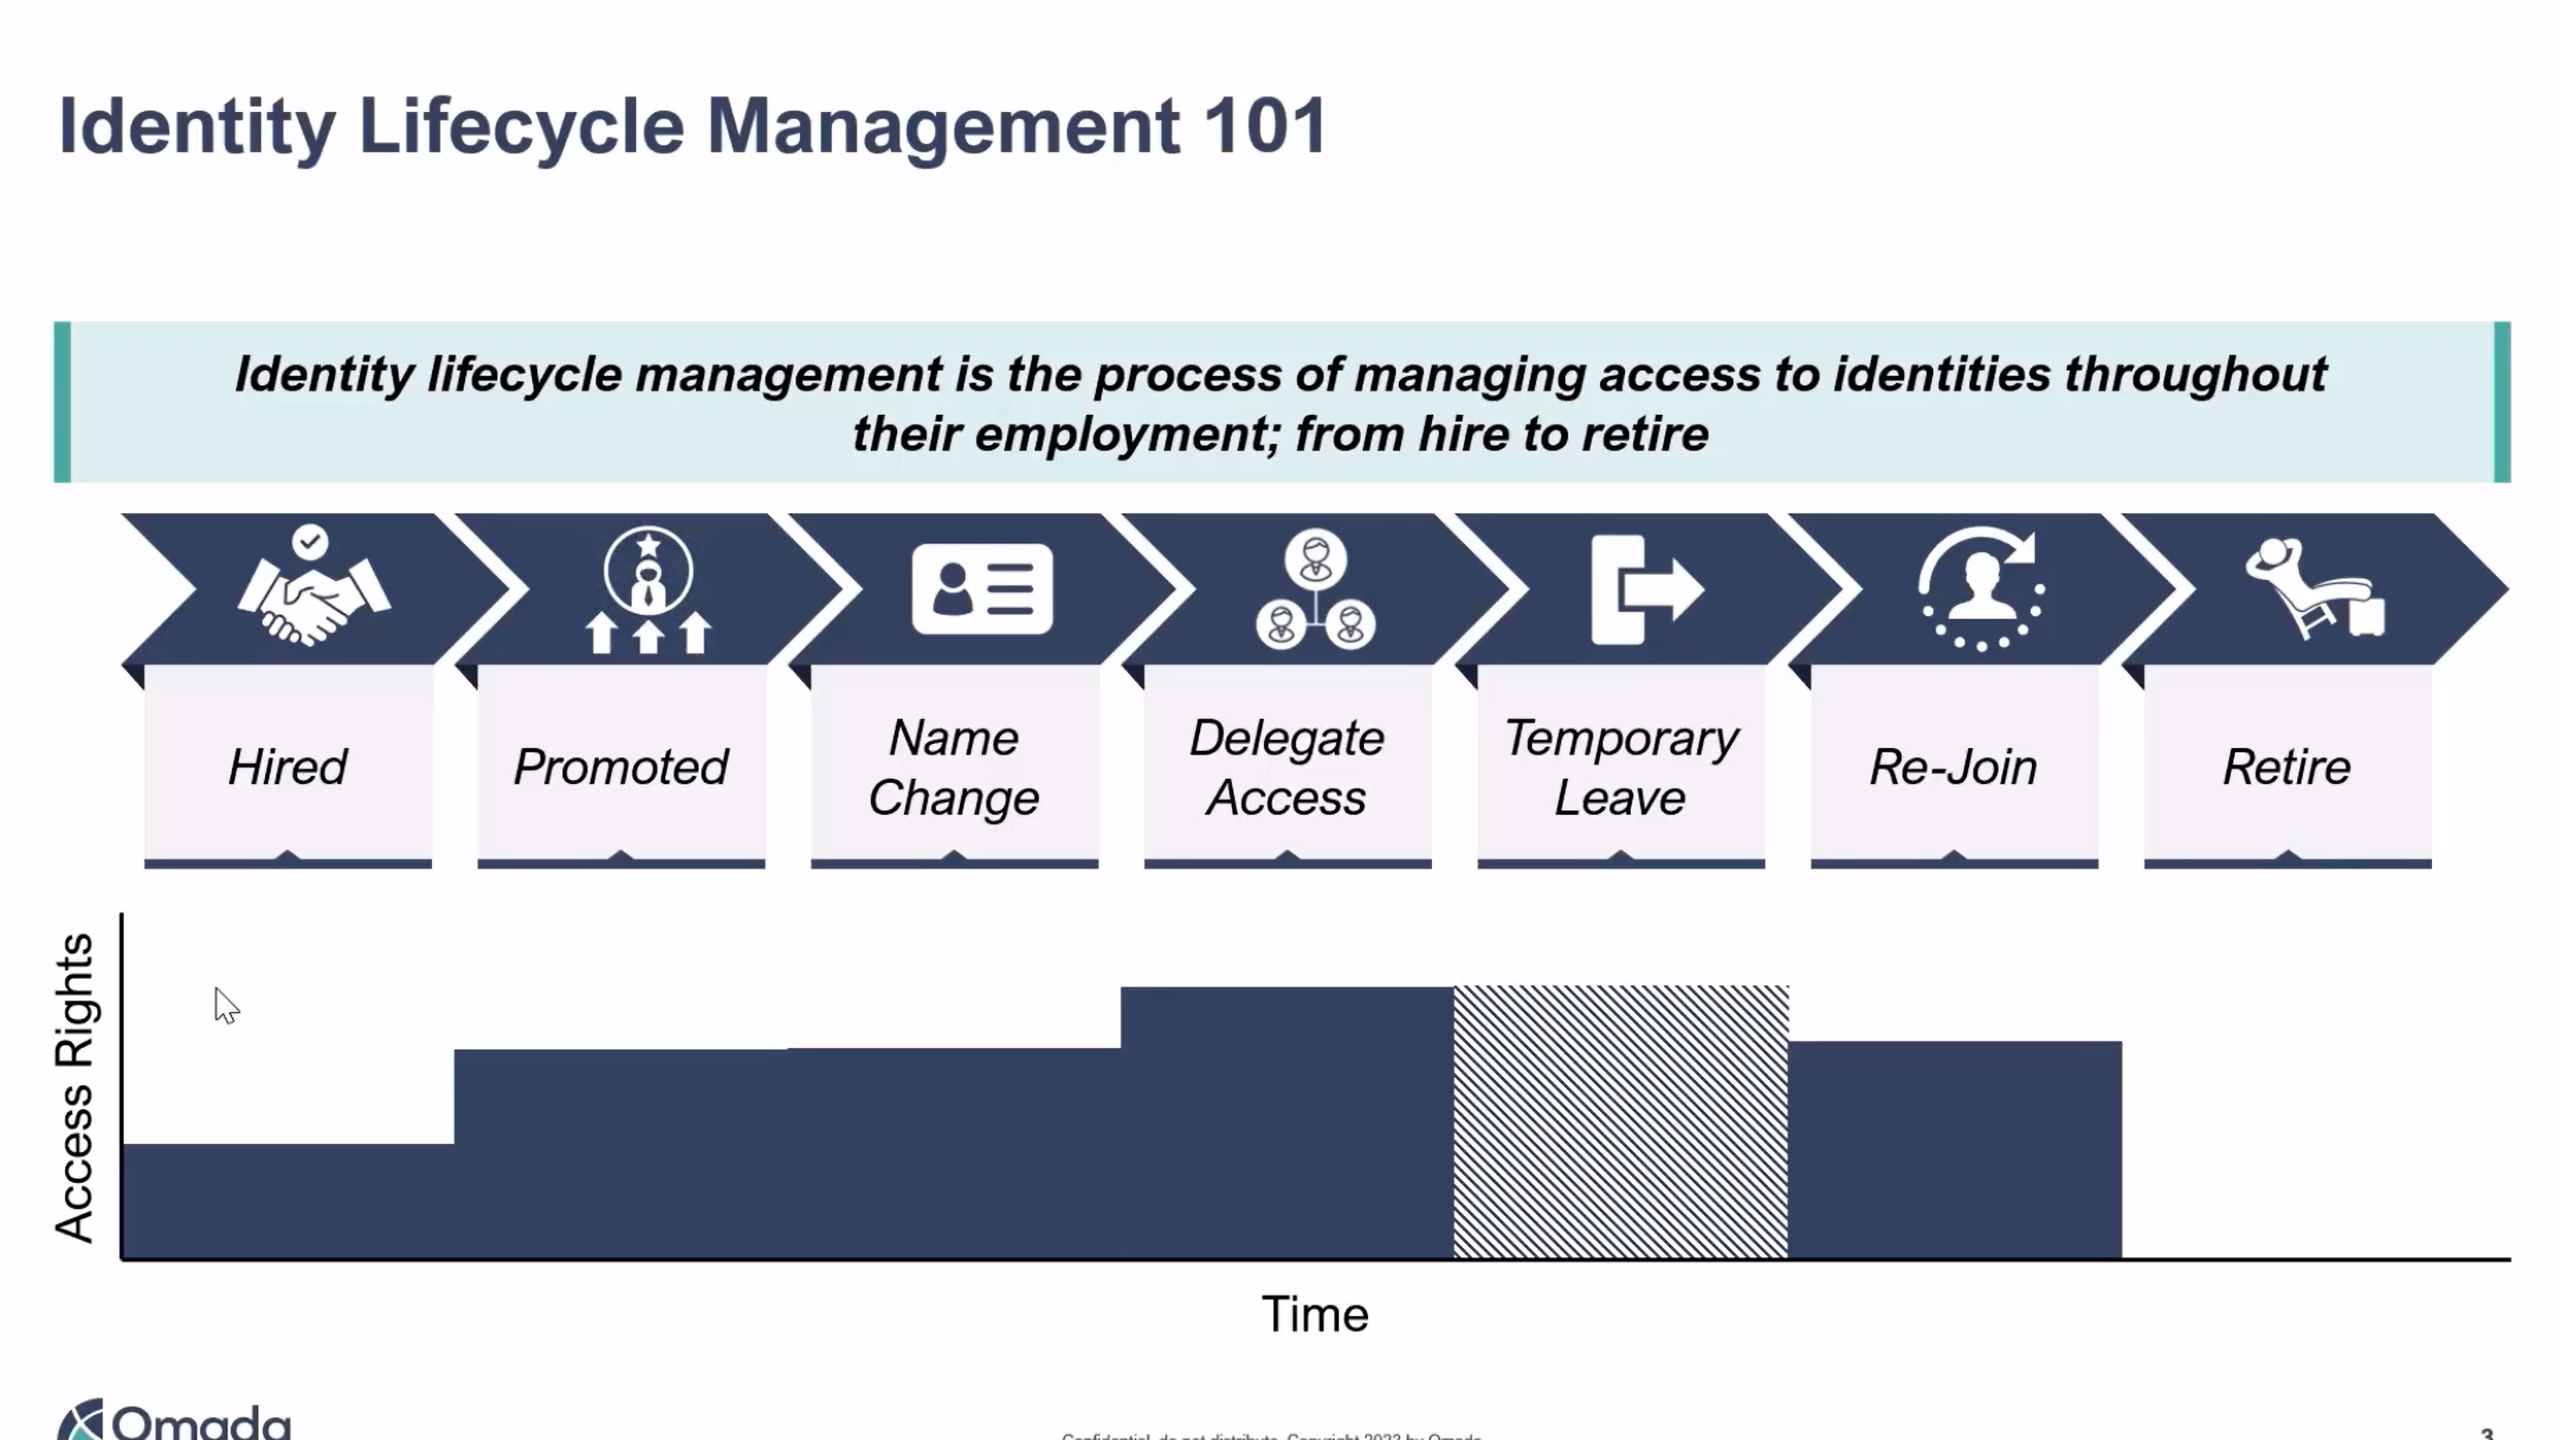 Identity Lifecycle Management 101
Identity lifecycle management is the process of managing access to identities throughout
their employment; from hire to retire
Hired
Promoted
Name
Change
Delegate
Access
Temporary
Leave
Re-Join
Retire
Access Rights
Time
Omada
Confidential, do not distribute. Copyright 2023 by Omada
3